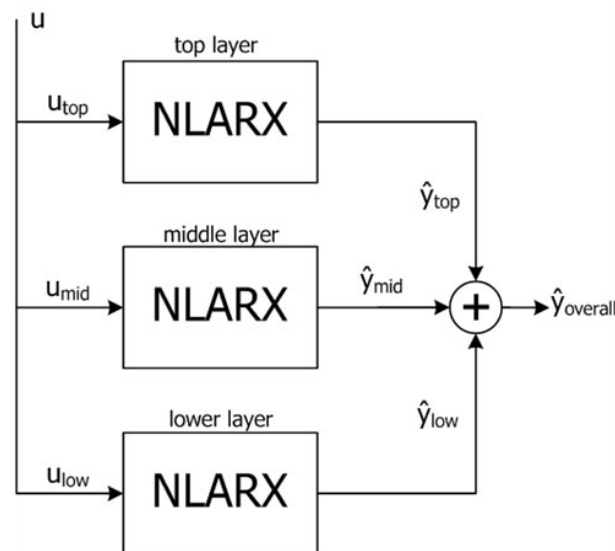 u
top layer
u_top
NLARX
ŷ_top
middle layer
u_mid
NLARX
ŷ_mid
+
ŷ_overall
lower layer
ŷ_low
u_low
NLARX